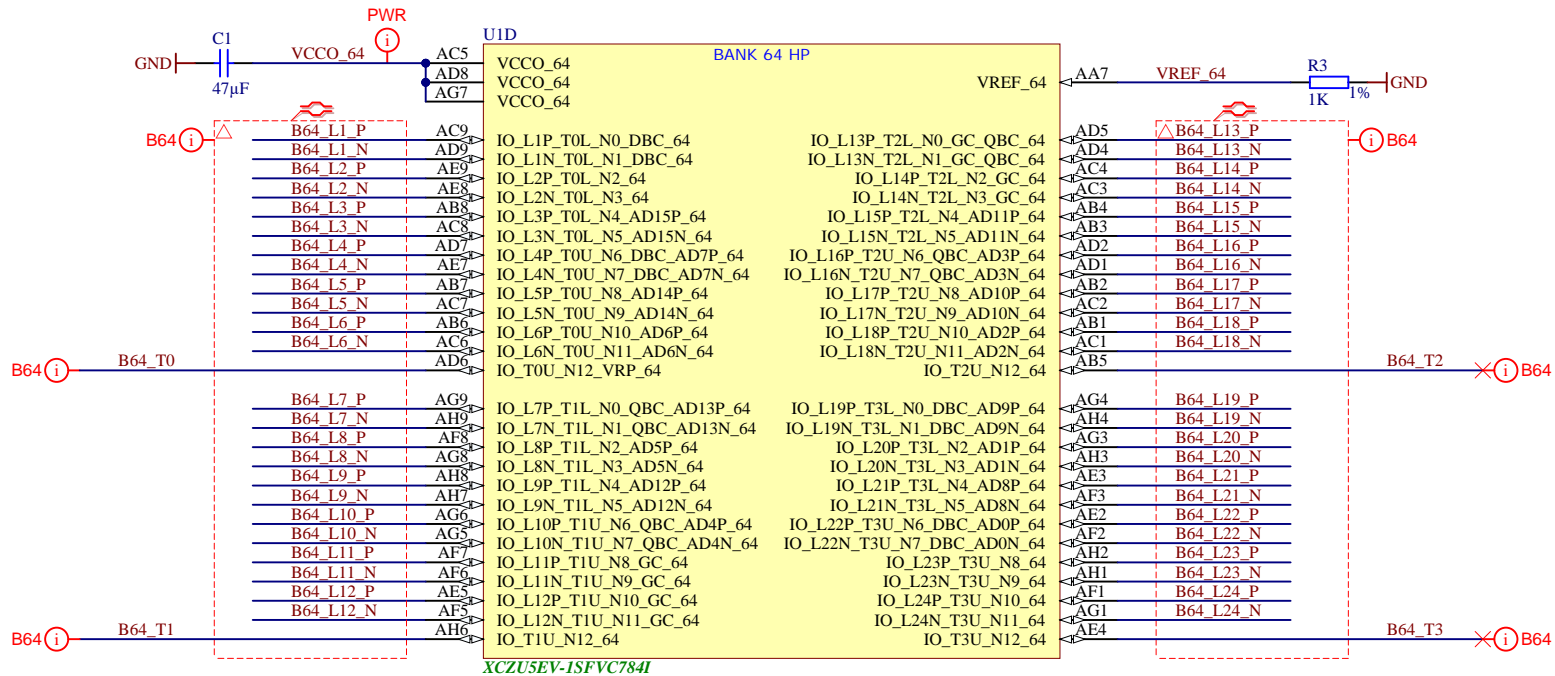 PWR
U1D
C1
GND VCCO_64 AC5 VCCO_64
47µF
AD8 VCCO_64
AG7 VCCO_64
BANK 64 HP
VREF_64 AA7 VREF_64 R3 GND
1K 1%
B64 B64_L1_P AC9 IO_L1P_T0L_N0_DBC_64 IO_L13P_T2L_N0_GC_QBC_64 AD5 B64_L13_P B64
B64_L1_N AD9 IO_L1N_T0L_N1_DBC_64 IO_L13N_T2L_N1_GC_QBC_64 AD4 B64_L13_N
B64_L2_P AE9 IO_L2P_T0L_N2_64 IO_L14P_T2L_N2_GC_64 AC4 B64_L14_P
B64_L2_N AE8 IO_L2N_T0L_N3_64 IO_L14N_T2L_N3_GC_64 AC3 B64_L14_N
B64_L3_P AB8 IO_L3P_T0L_N4_AD15P_64 IO_L15P_T2L_N4_AD11P_64 AB4 B64_L15_P
B64_L3_N AC8 IO_L3N_T0L_N5_AD15N_64 IO_L15N_T2L_N5_AD11N_64 AB3 B64_L15_N
B64_L4_P AD7 IO_L4P_T0U_N6_DBC_AD7P_64 IO_L16P_T2U_N6_QBC_AD3P_64 AD2 B64_L16_P
B64_L4_N AE7 IO_L4N_T0U_N7_DBC_AD7N_64 IO_L16N_T2U_N7_QBC_AD3N_64 AD1 B64_L16_N
B64_L5_P AB7 IO_L5P_T0U_N8_AD14P_64 IO_L17P_T2U_N8_AD10P_64 AB2 B64_L17_P
B64_L5_N AC7 IO_L5N_T0U_N9_AD14N_64 IO_L17N_T2U_N9_AD10N_64 AC2 B64_L17_N
B64_L6_P AB6 IO_L6P_T0U_N10_AD6P_64 IO_L18P_T2U_N10_AD2P_64 AB1 B64_L18_P
B64_L6_N AC6 IO_L6N_T0U_N11_AD6N_64 IO_L18N_T2U_N11_AD2N_64 AC1 B64_L18_N
B64 B64_T0 AD6 IO_T0U_N12_VRP_64 IO_T2U_N12_64 AB5 B64_T2 B64
B64_L7_P AG9 IO_L7P_T1L_N0_QBC_AD13P_64 IO_L19P_T3L_N0_DBC_AD9P_64 AG4 B64_L19_P
B64_L7_N AH9 IO_L7N_T1L_N1_QBC_AD13N_64 IO_L19N_T3L_N1_DBC_AD9N_64 AH4 B64_L19_N
B64_L8_P AF8 IO_L8P_T1L_N2_AD5P_64 IO_L20P_T3L_N2_AD1P_64 AG3 B64_L20_P
B64_L8_N AG8 IO_L8N_T1L_N3_AD5N_64 IO_L20N_T3L_N3_AD1N_64 AH3 B64_L20_N
B64_L9_P AH8 IO_L9P_T1L_N4_AD12P_64 IO_L21P_T3L_N4_AD8P_64 AE3 B64_L21_P
B64_L9_N AH7 IO_L9N_T1L_N5_AD12N_64 IO_L21N_T3L_N5_AD8N_64 AF3 B64_L21_N
B64_L10_P AG6 IO_L10P_T1U_N6_QBC_AD4P_64 IO_L22P_T3U_N6_DBC_AD0P_64 AE2 B64_L22_P
B64_L10_N AG5 IO_L10N_T1U_N7_QBC_AD4N_64 IO_L22N_T3U_N7_DBC_AD0N_64 AF2 B64_L22_N
B64_L11_P AF7 IO_L11P_T1U_N8_GC_64 IO_L23P_T3U_N8_64 AH2 B64_L23_P
B64_L11_N AF6 IO_L11N_T1U_N9_GC_64 IO_L23N_T3U_N9_64 AH1 B64_L23_N
B64_L12_P AE5 IO_L12P_T1U_N10_GC_64 IO_L24P_T3U_N10_64 AF1 B64_L24_P
B64_L12_N AF5 IO_L12N_T1U_N11_GC_64 IO_L24N_T3U_N11_64 AG1 B64_L24_N
B64 B64_T1 AH6 IO_T1U_N12_64 IO_T3U_N12_64 AE4 B64_T3 B64
XCZU5EV-1SFVC784I